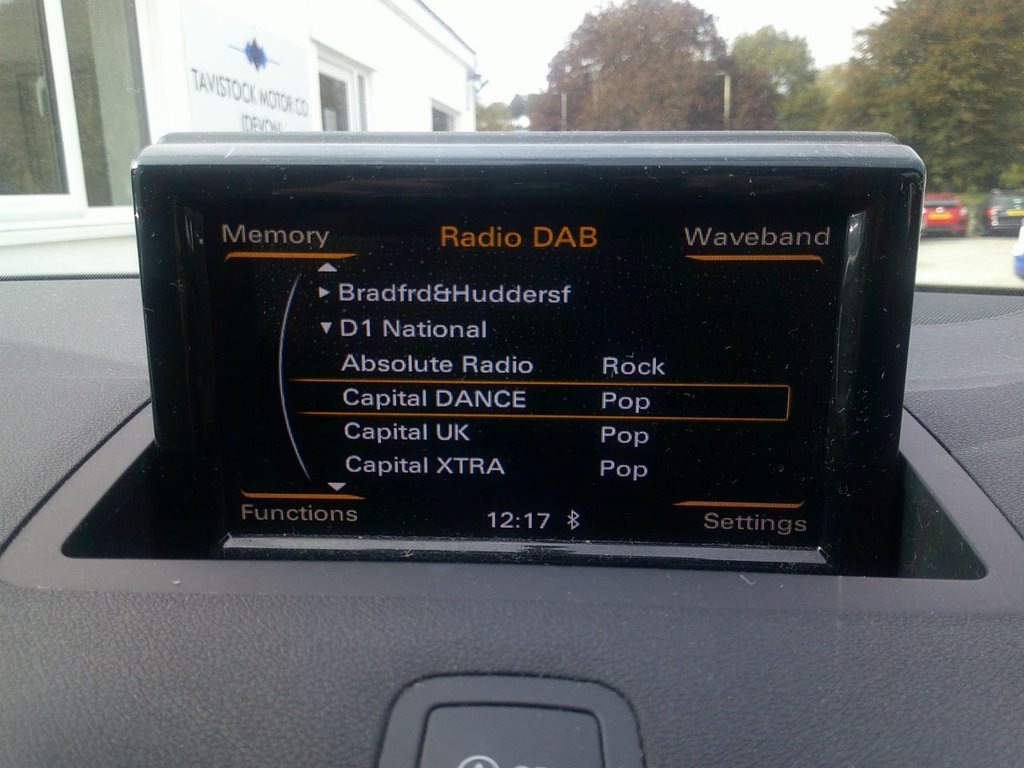 TAVISTOCK MOTOR CO
(DEVON)
Memory Radio DAB Waveband
Bradfrd&Huddersf
D1 National
Absolute Radio Rock
Capital DANCE Pop
Capital UK Pop
Capital XTRA Pop
Functions 12:17 Settings